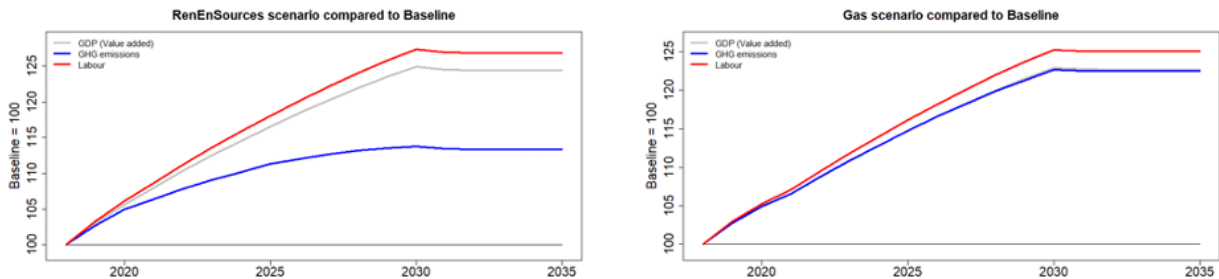 RenEnSources scenario compared to Baseline
GDP (Value added)
GHG emissions
Labour
Baseline = 100
125
120
115
110
105
100
2020
2025
2030
2035
Gas scenario compared to Baseline
GDP (Value added)
GHG emissions
Labour
Baseline = 100
125
120
115
110
105
100
2020
2025
2030
2035